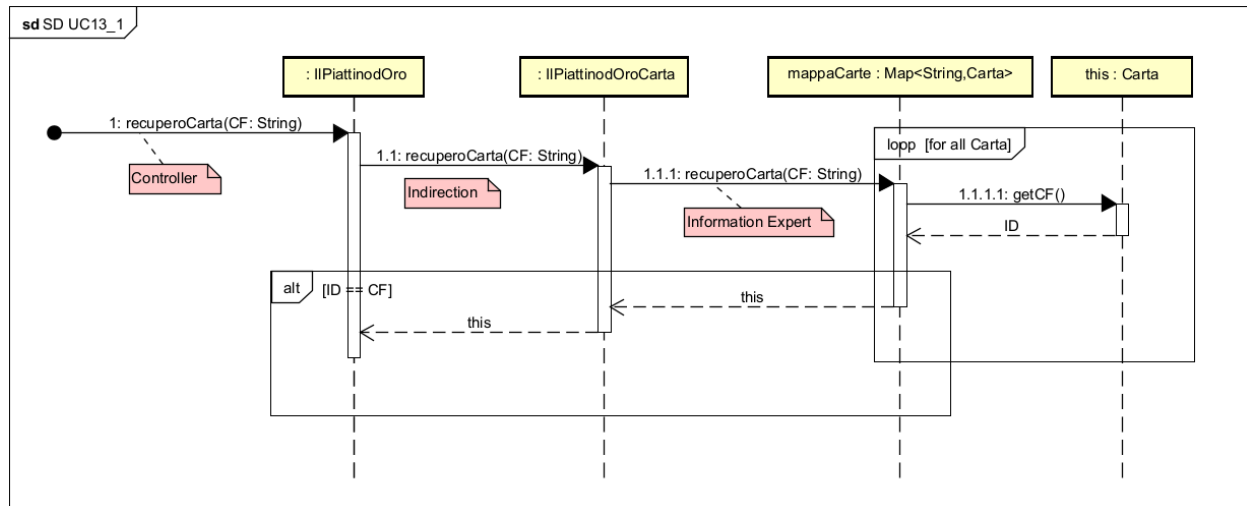 sd SD UC13_1
: IlPiattinodOro
: IlPiattinodOroCarta
mappaCarte : Map<String,Carta>
this : Carta
1: recuperoCarta(CF: String)
Controller
1.1: recuperoCarta(CF: String)
Indirection
1.1.1: recuperoCarta(CF: String)
Information Expert
loop [for all Carta]
1.1.1.1: getCF()
ID
alt [ID == CF]
this
this